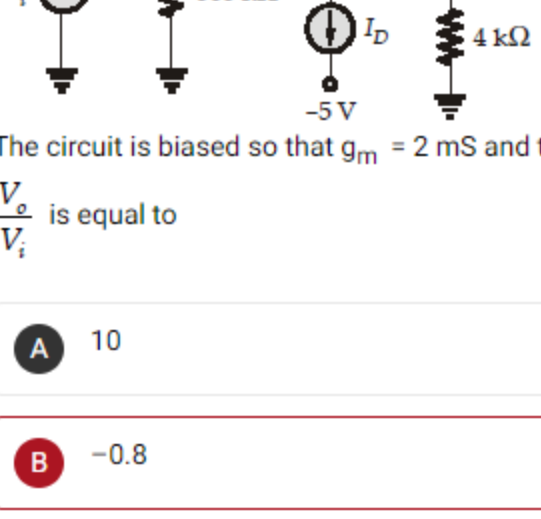 I_D
4 kΩ
−5 V
The circuit is biased so that gₘ = 2 mS and
V_o
V_i
is equal to
A
10
B
−0.8